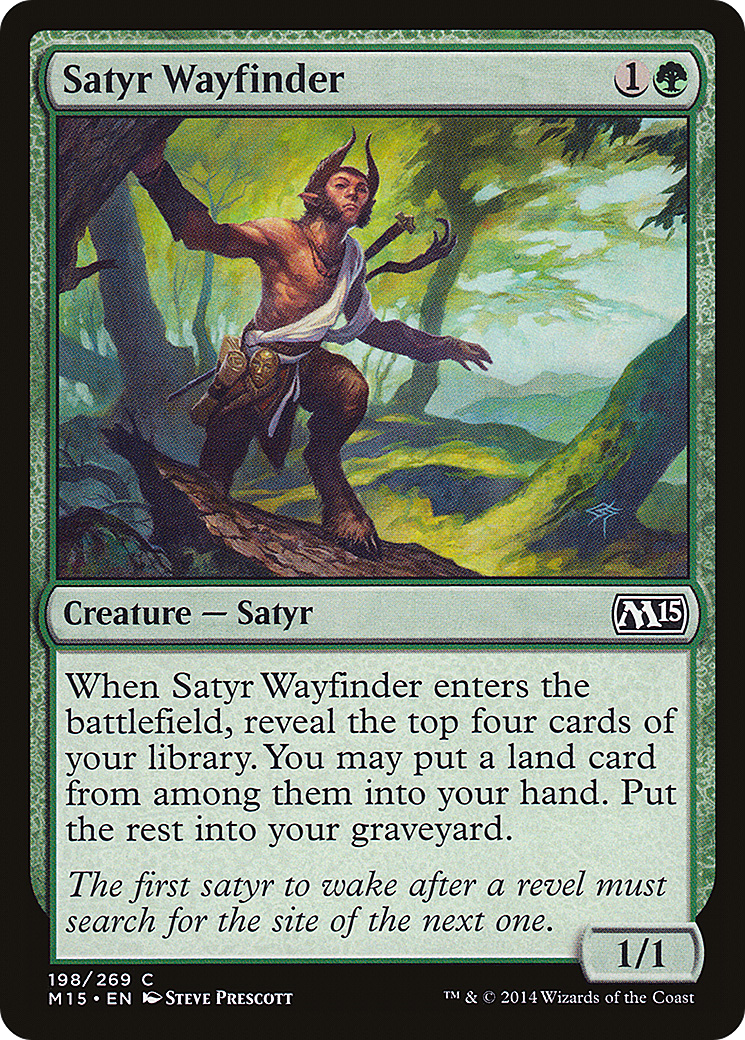 Satyr Wayfinder 1
Creature — Satyr M15
When Satyr Wayfinder enters the
battlefield, reveal the top four cards of
your library. You may put a land card
from among them into your hand. Put
the rest into your graveyard.
The first satyr to wake after a revel must
search for the site of the next one.
1/1
198/269 C
M15 • EN STEVE PRESCOTT ™ & © 2014 Wizards of the Coast